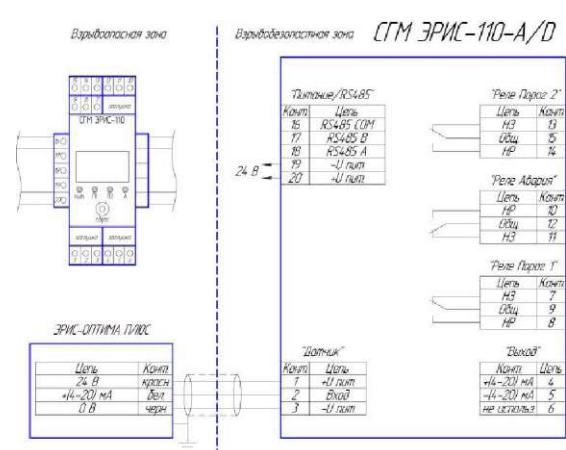 Взрывоопасная зона
Взрывобезопастная зона
СГМ ЭРИС-110-A/D
СГМ ЭРИС-110
заглушка
заглушка
заглушка
24 В
"Питание/RS485"
Конт Цепь
16 RS485 COM
17 RS485 B
18 RS485 A
19 -U пит
20 +U пит
"Реле Порог 2"
Цепь Конт
НЗ 13
Общ 15
НР 14
"Реле Авария"
Цепь Конт
НР 10
Общ 12
НЗ 11
"Реле Порог 1"
Цепь Конт
НЗ 7
Общ 9
НР 8
ЭРИС-ОПТИМА ПЛЮС
Цепь Конт.
24 В красн
+(4-20) мА бел.
0 В черн
"Датчик"
Конт Цепь
1 +U пит
2 Вход
3 -U пит
"Выход"
Конт. Цепь
+(4-20) мА 4
-(4-20) мА 5
не использ 6